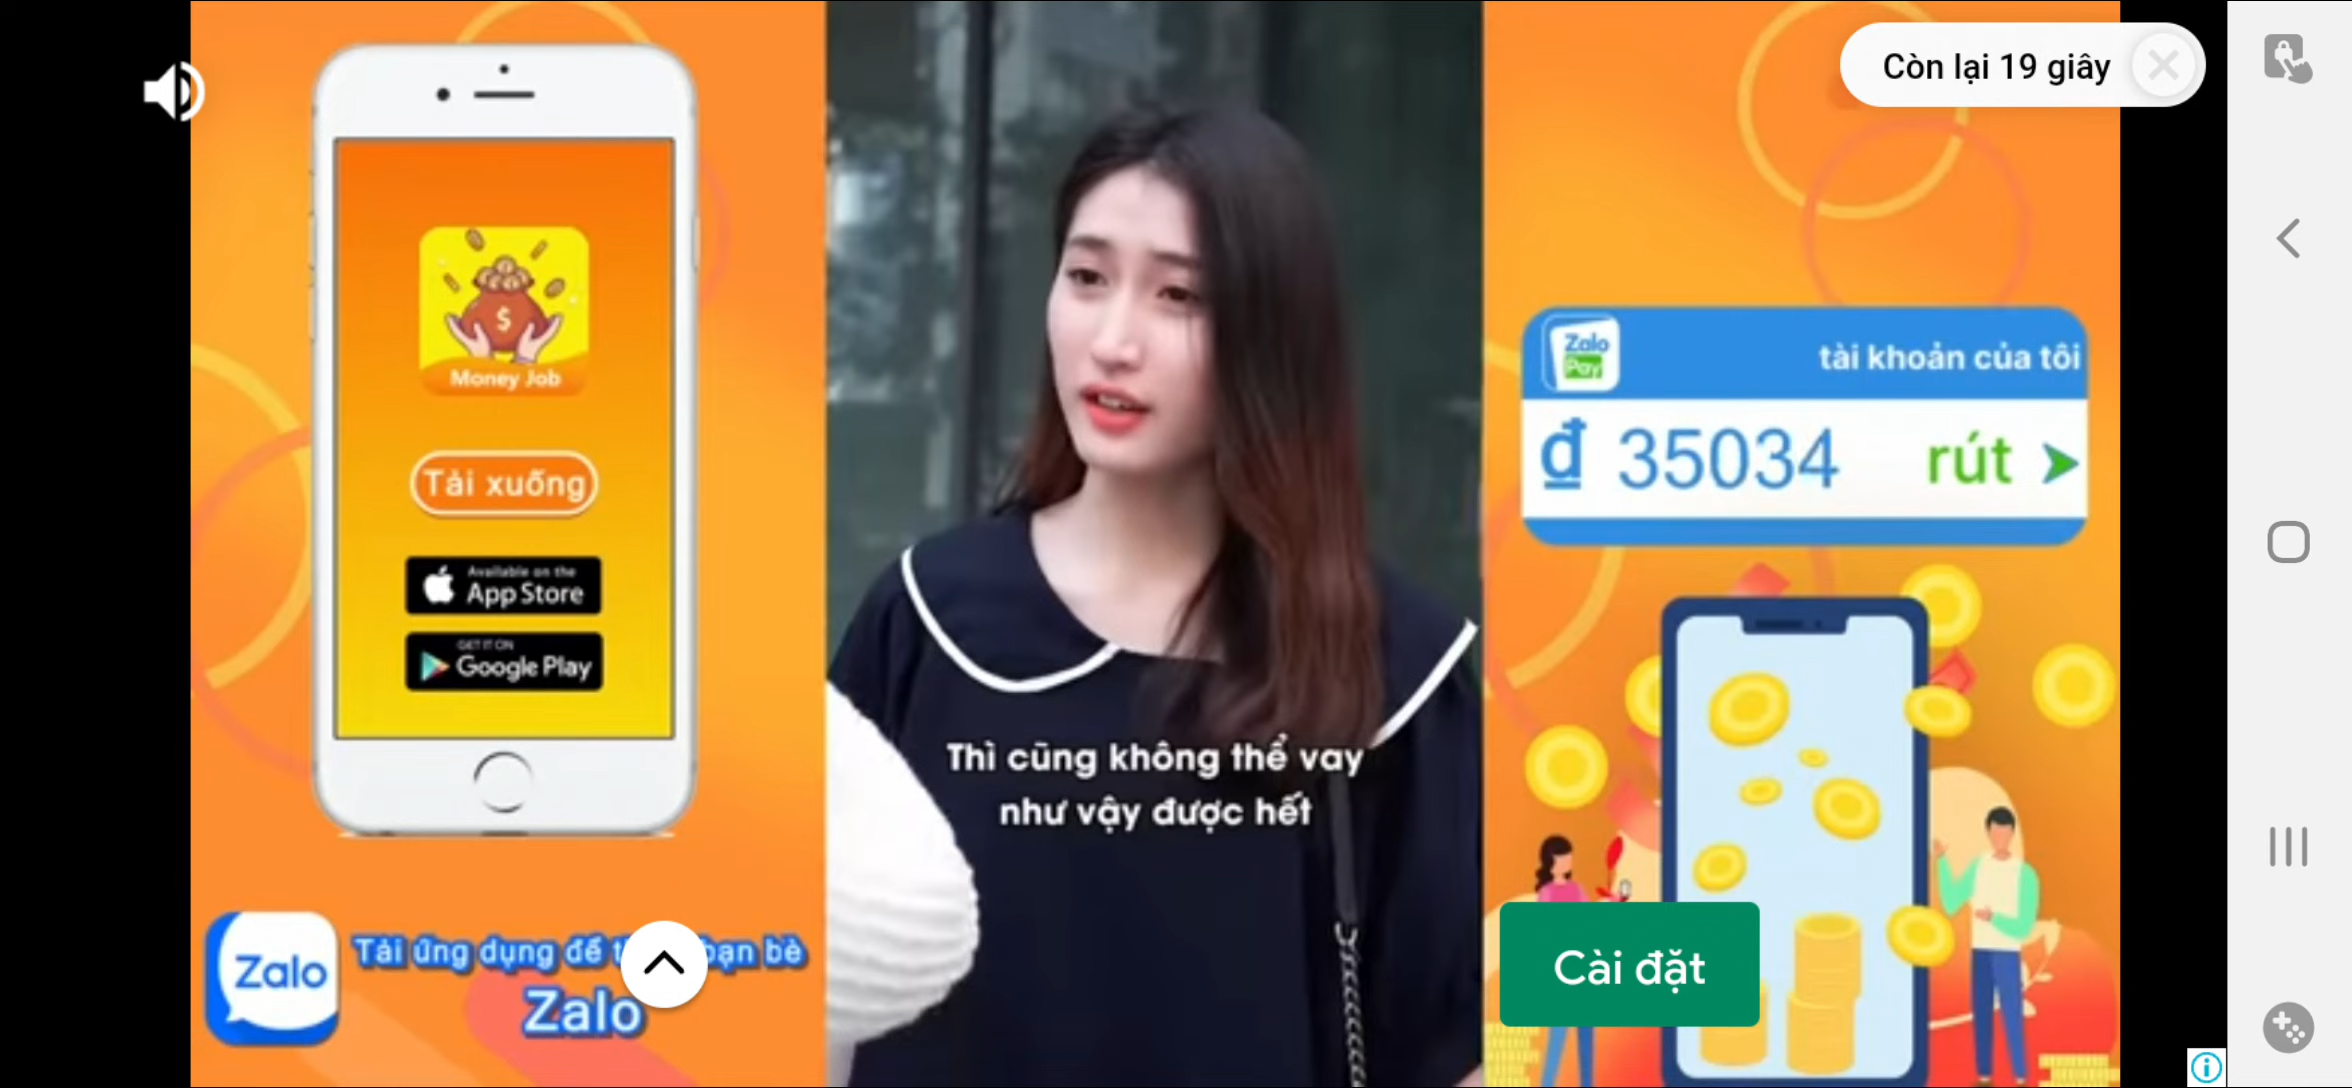 Còn lại 19 giây
$
Money Job
Tải xuống
Available on the
App Store
GET IT ON
Google Play
Zalo
Tải ứng dụng để bạn bè
Zalo
Thì cũng không thể vay
như vậy được hết
Zalo
Pay
tài khoản của tôi
₫ 35034 rút
Cài đặt